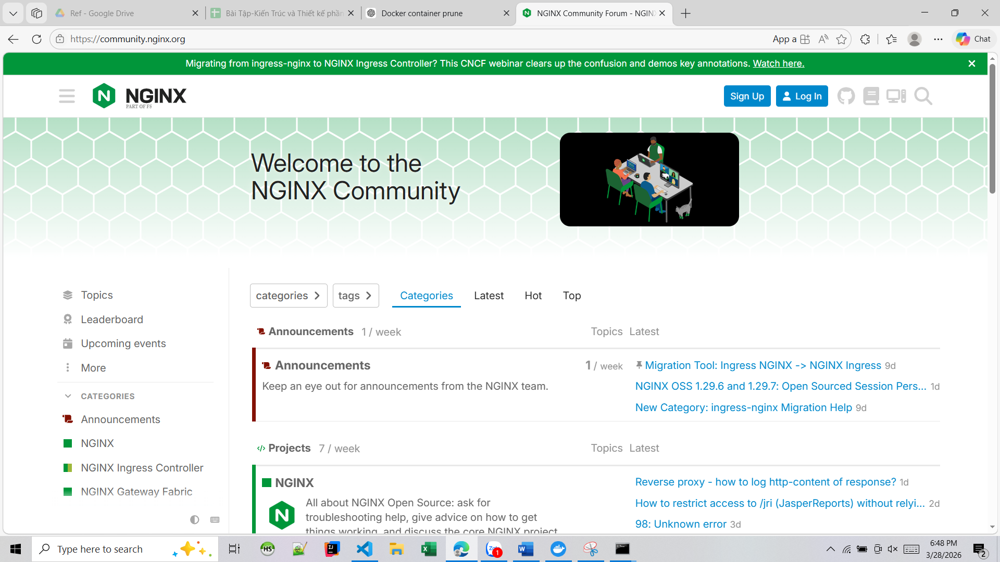 Ref - Google Drive
Bài Tập-Kiến Trúc và Thiết kế phần
Docker container prune
NGINX Community Forum - NGIN
https://community.nginx.org
App a
Chat
Migrating from ingress-nginx to NGINX Ingress Controller? This CNCF webinar clears up the confusion and demos key annotations. Watch here.
NGINX
PART OF F5
Sign Up
Log In
Welcome to the
NGINX Community
Topics
Leaderboard
Upcoming events
More
CATEGORIES
Announcements
NGINX
NGINX Ingress Controller
NGINX Gateway Fabric
categories
tags
Categories
Latest
Hot
Top
Announcements 1 / week
Topics Latest
Announcements
Keep an eye out for announcements from the NGINX team.
1 / week
Migration Tool: Ingress NGINX -> NGINX Ingress 9d
NGINX OSS 1.29.6 and 1.29.7: Open Sourced Session Pers... 1d
New Category: ingress-nginx Migration Help 9d
Projects 7 / week
Topics Latest
NGINX
All about NGINX Open Source: ask for
troubleshooting help, give advice on how to get
things working, and discuss the core NGINX project
Reverse proxy - how to log http-content of response? 1d
How to restrict access to /jri (JasperReports) without relyi... 2d
98: Unknown error 3d
Type here to search
6:48 PM
3/28/2026
2